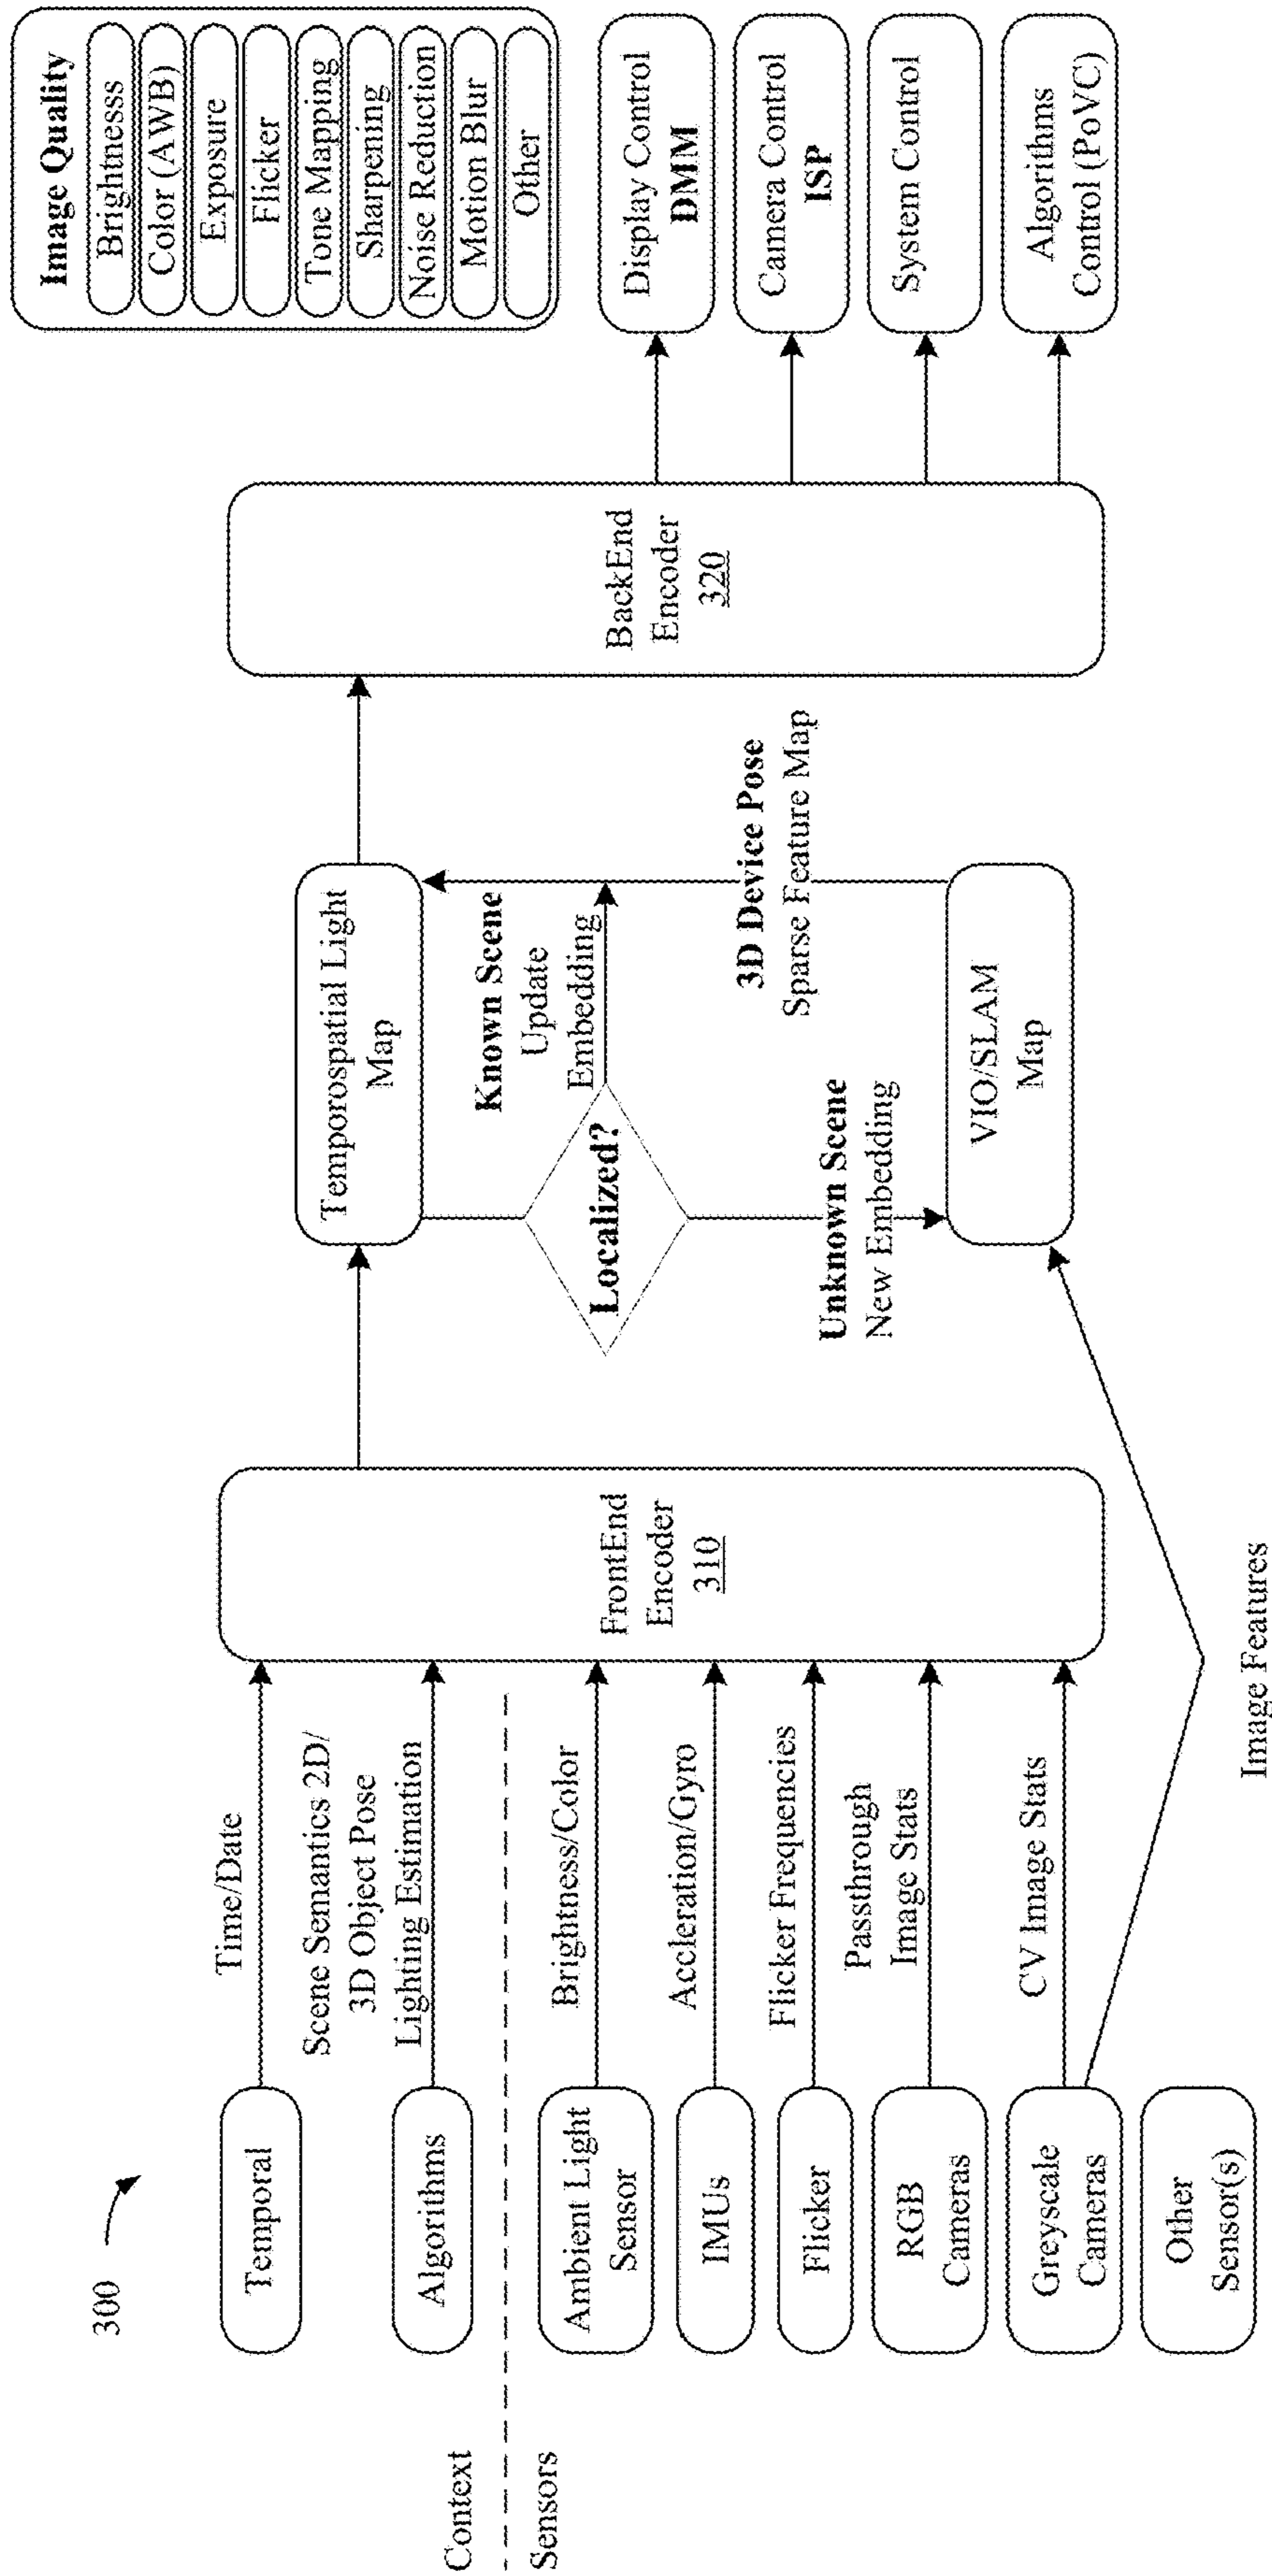 300
Context
Sensors
Temporal
Algorithms
Ambient Light
Sensor
IMUs
Flicker
RGB
Cameras
Greyscale
Cameras
Other
Sensor(s)
Time/Date
Scene Semantics 2D/
3D Object Pose
Lighting Estimation
Brightness/Color
Accleration/Gyro
Flicker Frequencies
Passthrough
Image Stats
CV Image Stats
Image Features
FrontEnd
Encoder
310
Temporospatial Light
Map
Localized?
Known Scene
Update
Embedding
Unknown Scene
New Embedding
3D Device Pose
Sparse Feature Map
VIO/SLAM
Map
BackEnd
Encoder
320
Image Quality
Brightnesss
Color (AWB)
Exposure
Flicker
Tone Mapping
Sharpening
Noise Reduction
Motion Blur
Other
Display Control
DMM
Camera Control
ISP
System Control
Algorithms
Control (PoVC)